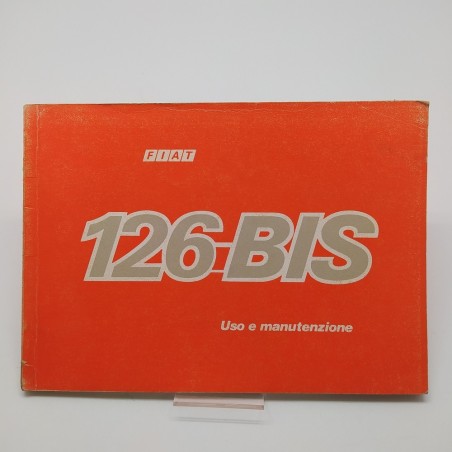 FIAT
126 BIS
Uso e manutenzione